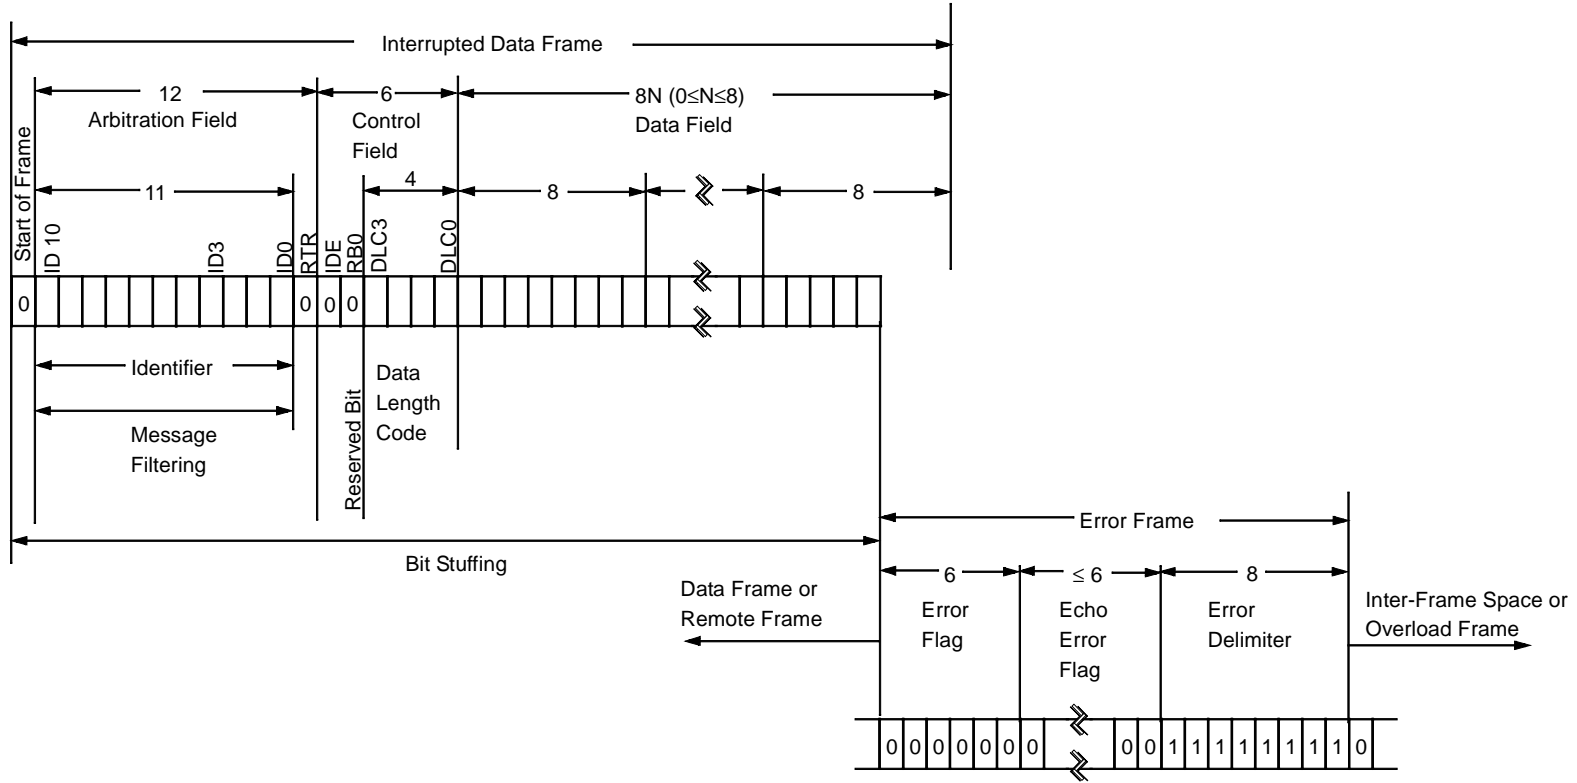 Interrupted Data Frame
12
Arbitration Field
6
Control
Field
8N (0≤N≤8)
Data Field
Start of Frame
11
4
8
8
ID 10
ID3
ID0
RTR
IDE
RB0
DLC3
DLC0
0
0
0
0
Identifier
Message
Filtering
Reserved Bit
Data
Length
Code
Bit Stuffing
Error Frame
Data Frame or
Remote Frame
6
Error
Flag
≤ 6
Echo
Error
Flag
8
Error
Delimiter
Inter-Frame Space or
Overload Frame
0 0 0 0 0 0 0 0 0 1 1 1 1 1 1 1 1 0